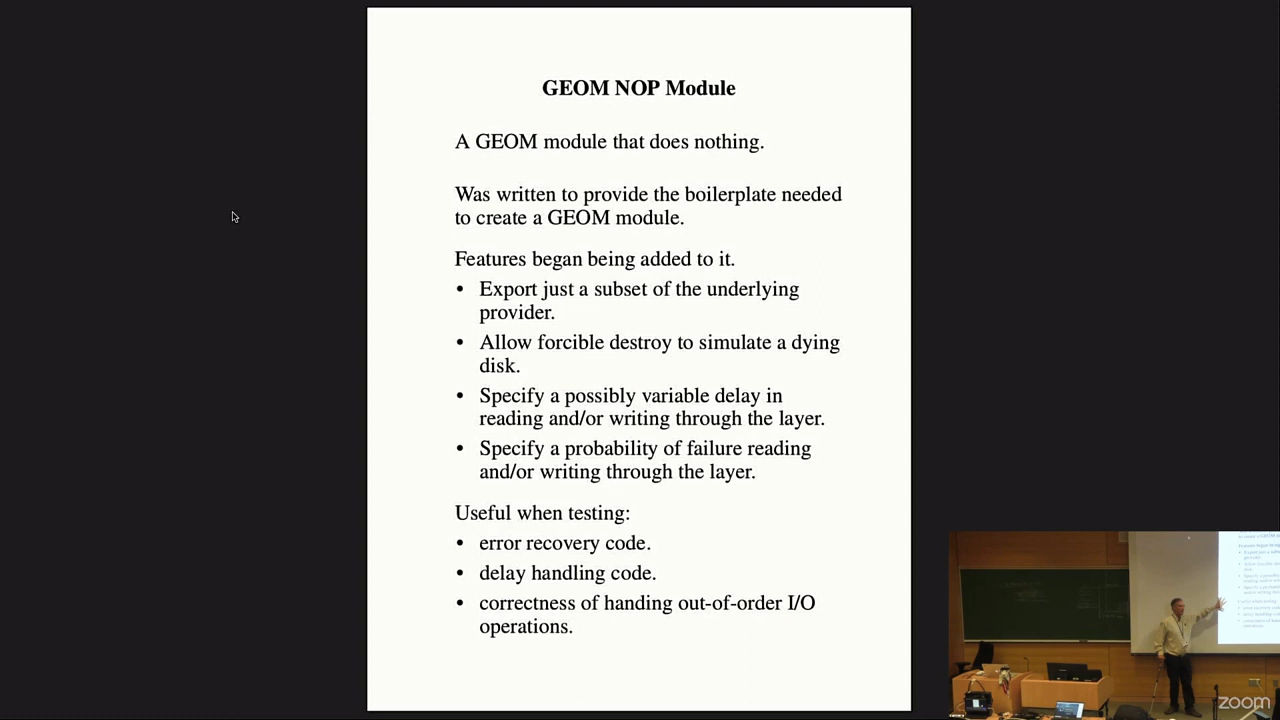 GEOM NOP Module
A GEOM module that does nothing.
Was written to provide the boilerplate needed
to create a GEOM module.
Features began being added to it.
• Export just a subset of the underlying
provider.
• Allow forcible destroy to simulate a dying
disk.
• Specify a possibly variable delay in
reading and/or writing through the layer.
• Specify a probability of failure reading
and/or writing through the layer.
Useful when testing:
• error recovery code.
• delay handling code.
• correctness of handing out-of-order I/O
operations.
zoom